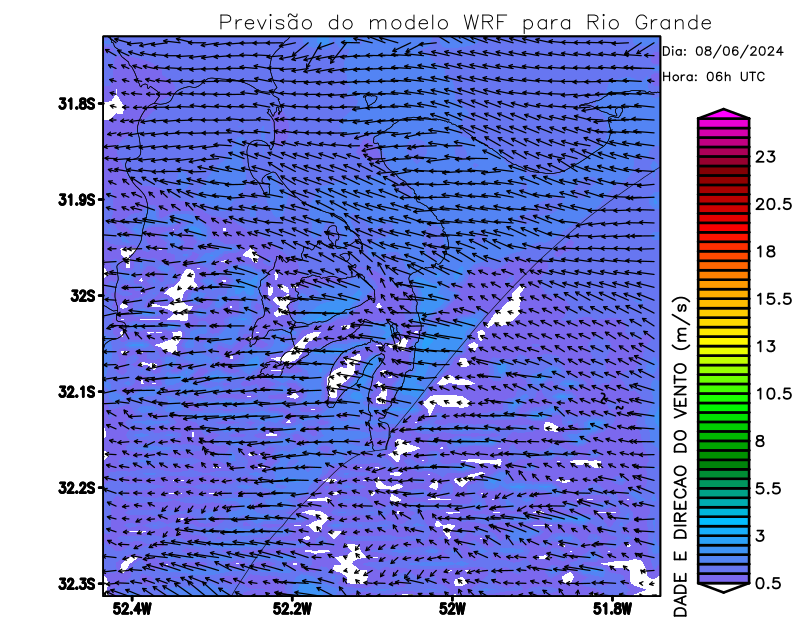 Previsão do modelo WRF para Rio Grande
Dia: 08/06/2024
Hora: 06h UTC
31.8S
31.9S
32S
32.1S
32.2S
32.3S
52.4W
52.2W
52W
51.8W
DADE E DIRECAO DO VENTO (m/s)
23
20.5
18
15.5
13
10.5
8
5.5
3
0.5